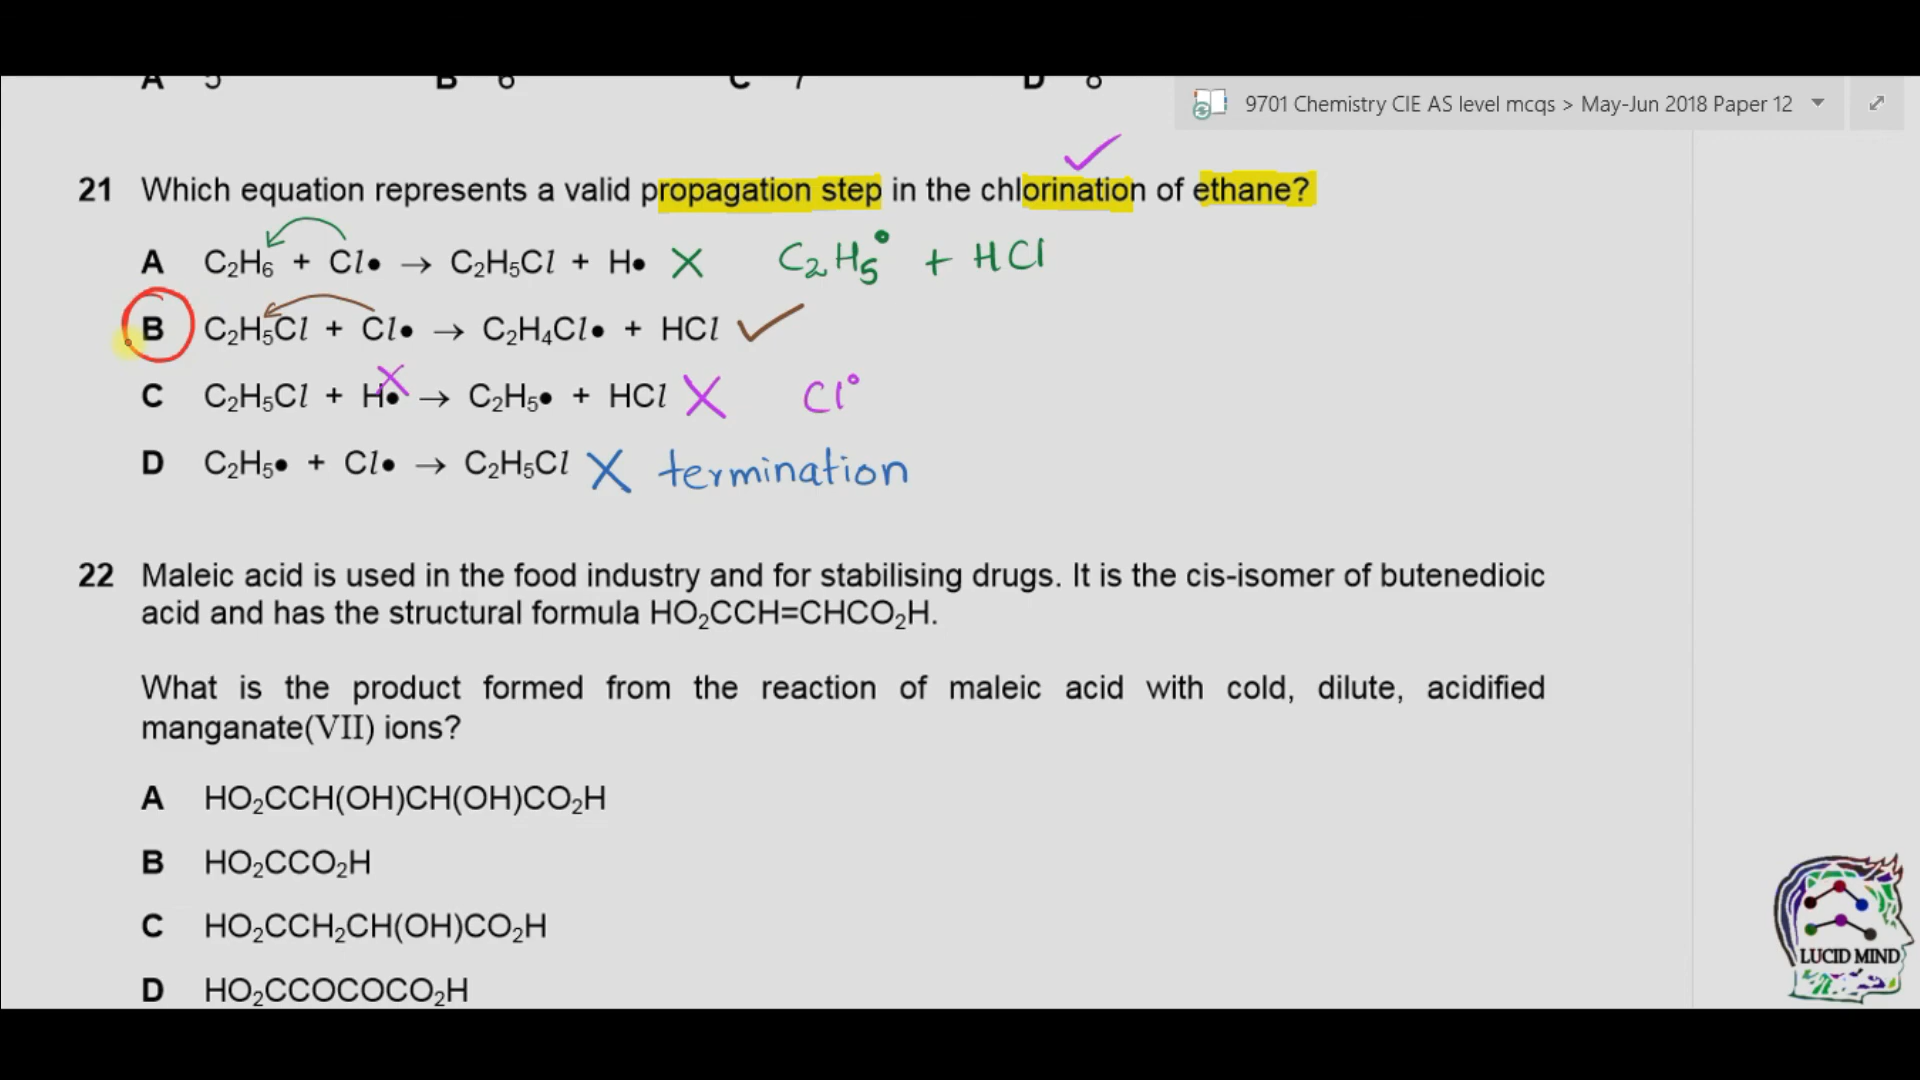 A 5 B 6 C 7 D 8
9701 Chemistry CIE AS level mcqs > May-Jun 2018 Paper 12
21 Which equation represents a valid propagation step in the chlorination of ethane?
A C₂H₆ + Cl• → C₂H₅Cl + H• X C₂H₅• + HCl
B C₂H₅Cl + Cl• → C₂H₄Cl• + HCl ✓
C C₂H₅Cl + H• → C₂H₅• + HCl X Cl•
D C₂H₅• + Cl• → C₂H₅Cl X termination
22 Maleic acid is used in the food industry and for stabilising drugs. It is the cis-isomer of butenedioic
acid and has the structural formula HO₂CCH=CHCO₂H.
What is the product formed from the reaction of maleic acid with cold, dilute, acidified
manganate(VII) ions?
A HO₂CCH(OH)CH(OH)CO₂H
B HO₂CCO₂H
C HO₂CCH₂CH(OH)CO₂H
D HO₂CCOCOCO₂H
LUCID MIND